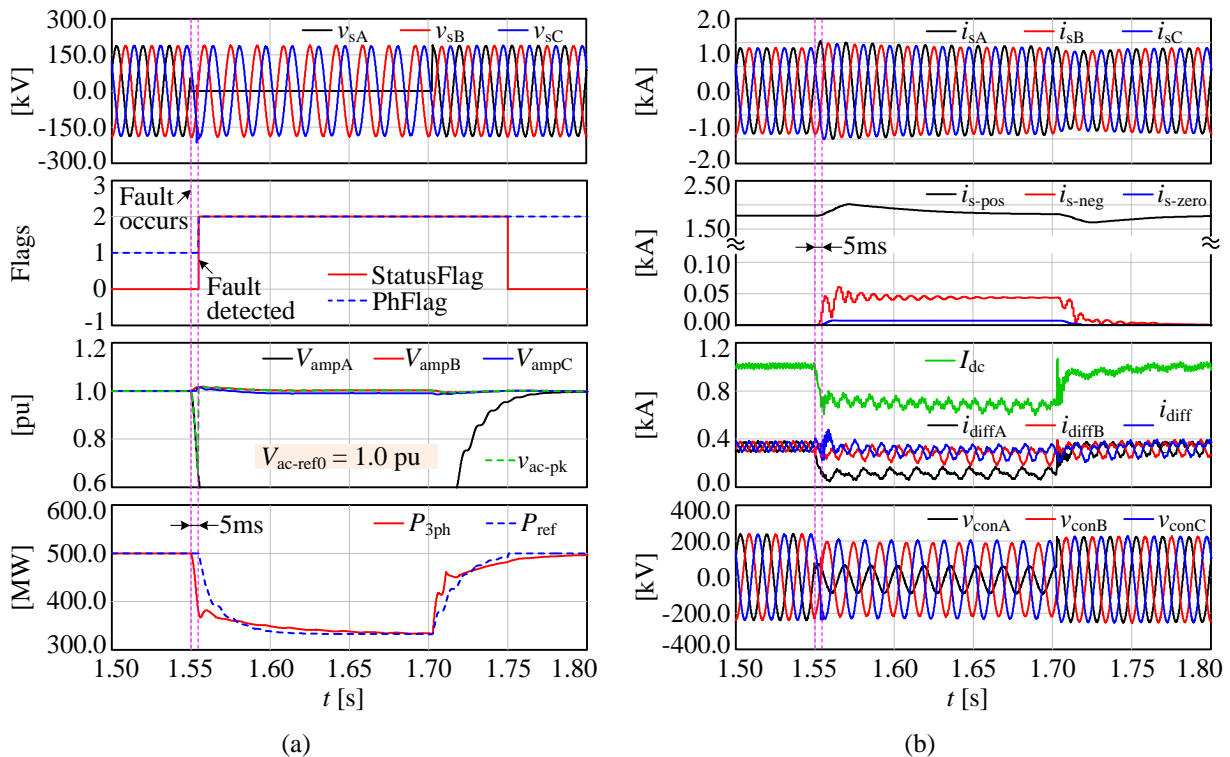 300.0
150.0
0.0
-150.0
-300.0
[kV]
vsA vsB vsC
3
2
1
0
-1
Flags
Fault
occurs
Fault
detected
StatusFlag
PhFlag
1.2
1.0
0.8
0.6
[pu]
VampA VampB VampC
Vac-ref0 = 1.0 pu
vac-pk
600.0
500.0
400.0
300.0
[MW]
5ms
P3ph Pref
1.50 1.55 1.60 1.65 1.70 1.75 1.80
t [s]
(a)
2.0
1.0
0.0
-1.0
-2.0
[kA]
isA isB isC
2.50
1.50
0.10
0.05
0.00
[kA]
is-pos is-neg is-zero
5ms
1.2
0.8
0.4
0.0
[kA]
Idc
idiffA idiffB idiff
400.0
200.0
0.0
-200.0
-400.0
[kV]
vconA vconB vconC
1.50 1.55 1.60 1.65 1.70 1.75 1.80
t [s]
(b)